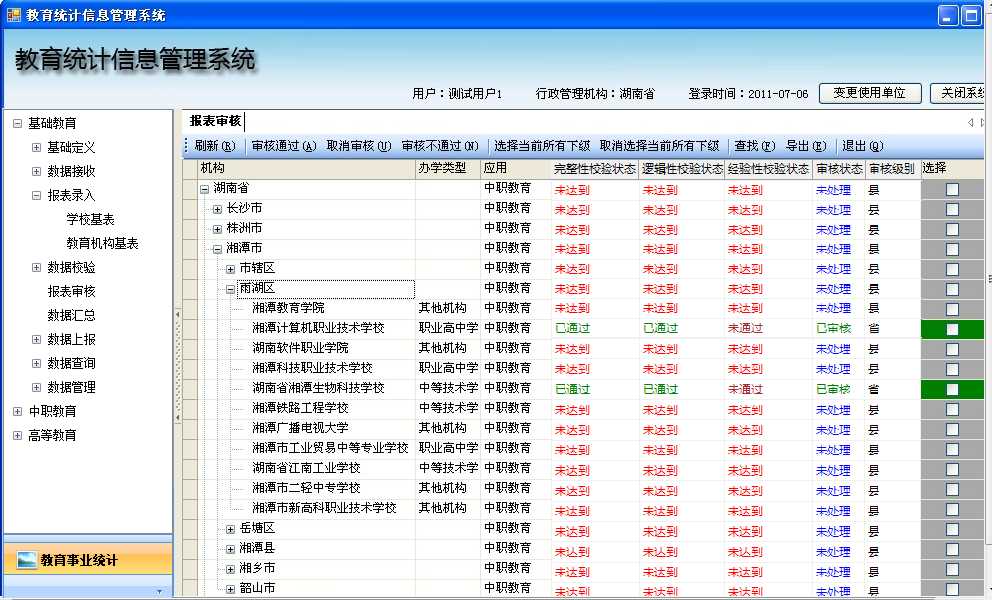 教育统计信息管理系统
教育统计信息管理系统
用户：测试用户1 行政管理机构：湖南省 登录时间：2011-07-06 变更使用单位 关闭系统
基础教育
基础定义
数据接收
报表录入
学校基表
教育机构基表
数据校验
报表审核
数据汇总
数据上报
数据查询
数据管理
中职教育
高等教育
教育事业统计
报表审核
刷新(R) 审核通过(A) 取消审核(U) 审核不通过(N) 选择当前所有下级 取消选择当前所有下级 查找(F) 导出(E) 退出(Q)
机构 办学类型 应用 完整性校验状态 逻辑性校验状态 经验性校验状态 审核状态 审核级别 选择
湖南省 中职教育 未达到 未达到 未达到 未处理 县
长沙市 中职教育 未达到 未达到 未达到 未处理 县
株洲市 中职教育 未达到 未达到 未达到 未处理 县
湘潭市 中职教育 未达到 未达到 未达到 未处理 县
市辖区 中职教育 未达到 未达到 未达到 未处理 县
雨湖区 中职教育 未达到 未达到 未达到 未处理 县
湘潭教育学院 其他机构 中职教育 未达到 未达到 未达到 未处理 县
湘潭计算机职业技术学校 职业高中学 中职教育 已通过 已通过 未通过 已审核 省
湖南软件职业学院 其他机构 中职教育 未达到 未达到 未达到 未处理 县
湘潭科技职业技术学校 职业高中学 中职教育 未达到 未达到 未达到 未处理 县
湖南省湘潭生物科技学校 中等技术学 中职教育 已通过 已通过 未通过 已审核 省
湘潭铁路工程学校 中等技术学 中职教育 未达到 未达到 未达到 未处理 县
湘潭广播电视大学 其他机构 中职教育 未达到 未达到 未达到 未处理 县
湘潭市工业贸易中等专业学校 职业高中学 中职教育 未达到 未达到 未达到 未处理 县
湖南省江南工业学校 中等技术学 中职教育 未达到 未达到 未达到 未处理 县
湘潭市二轻中专学校 其他机构 中职教育 未达到 未达到 未达到 未处理 县
湘潭市新高科职业技术学校 其他机构 中职教育 未达到 未达到 未达到 未处理 县
岳塘区 中职教育 未达到 未达到 未达到 未处理 县
湘潭县 中职教育 未达到 未达到 未达到 未处理 县
湘乡市 中职教育 未达到 未达到 未达到 未处理 县
韶山市 中职教育 未达到 未达到 未达到 未处理 县